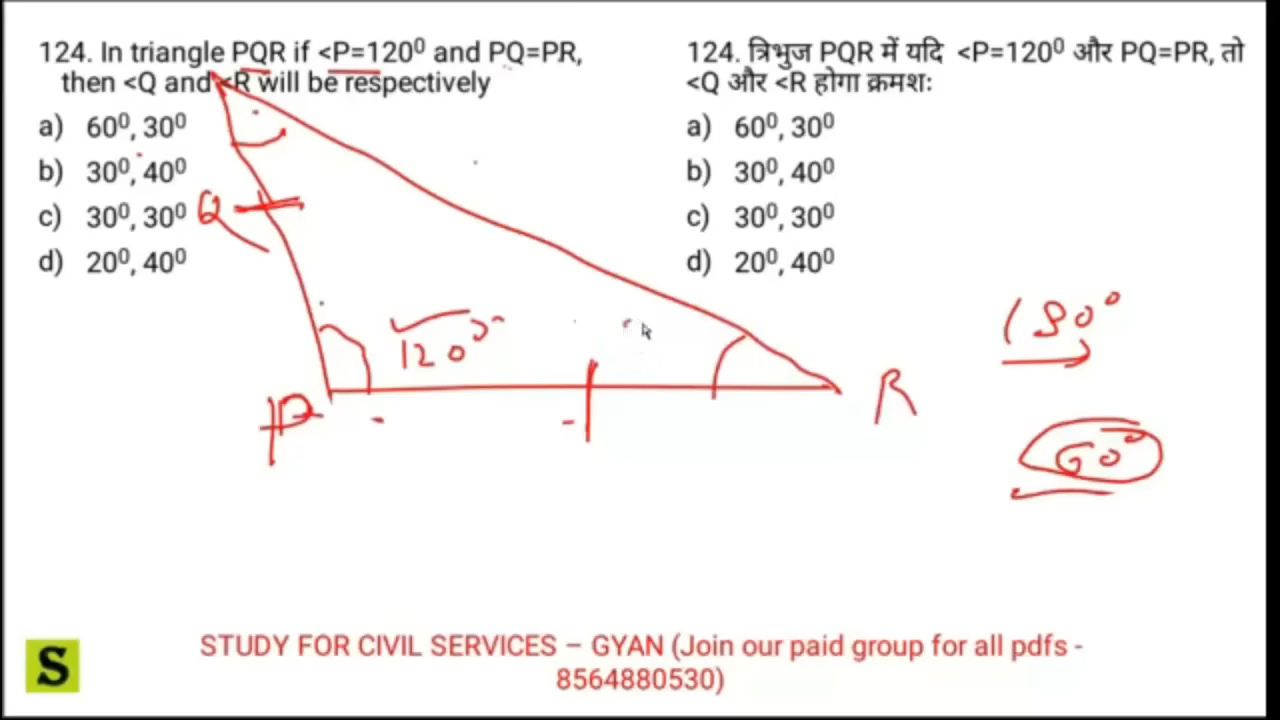 124. In triangle PQR if <P=120⁰ and PQ=PR,
then <Q and <R will be respectively
a) 60⁰, 30⁰
b) 30⁰, 40⁰
c) 30⁰, 30⁰
d) 20⁰, 40⁰
124. त्रिभुज PQR में यदि <P=120⁰ और PQ=PR, तो
<Q और <R होगा क्रमशः
a) 60⁰, 30⁰
b) 30⁰, 40⁰
c) 30⁰, 30⁰
d) 20⁰, 40⁰
Q
120°
P
R
180°
60°
S
STUDY FOR CIVIL SERVICES – GYAN (Join our paid group for all pdfs -
8564880530)